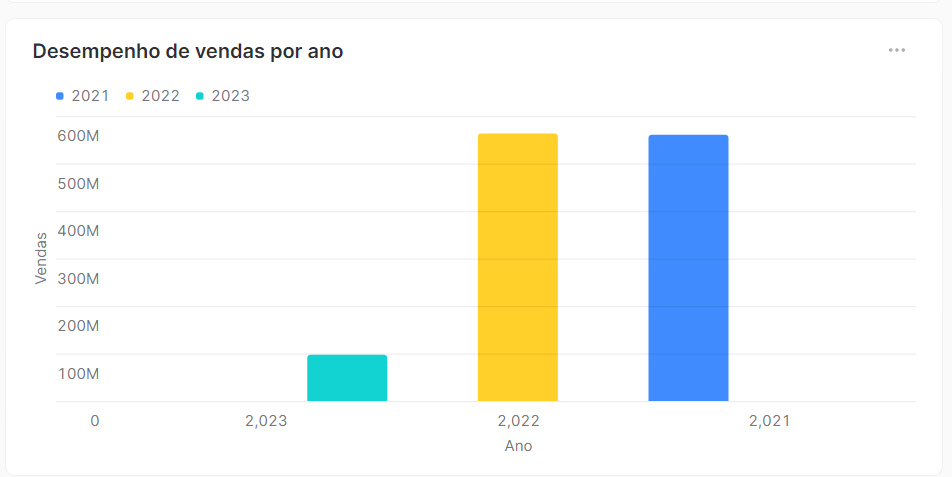 Desempenho de vendas por ano
2021 2022 2023
600M
500M
400M
300M
200M
100M
0
Vendas
2,023 2,022 2,021
Ano